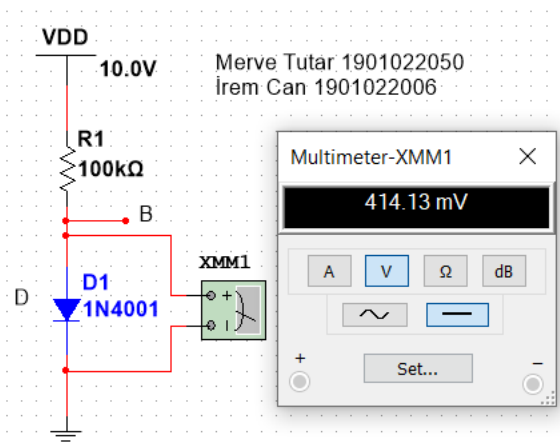 VDD
10.0V
Merve Tutar 1901022050
İrem Can 1901022006
R1
100kΩ
B
Multimeter-XMM1
414.13 mV
XMM1
A V Ω dB
D
D1
1N4001
+
I
+
Set...
-